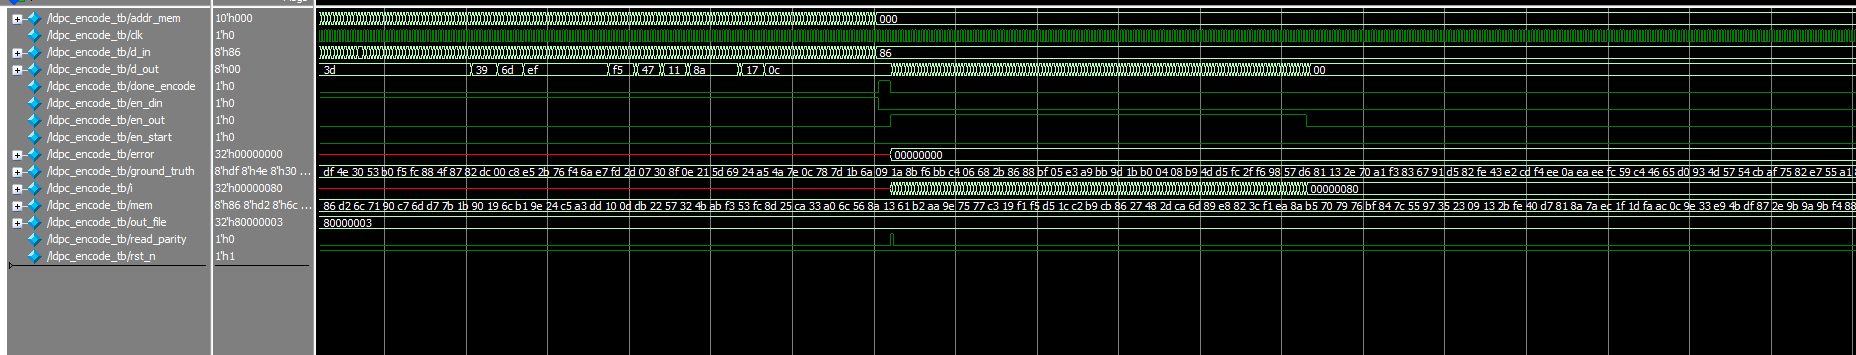 /ldpc_encode_tb/addr_mem 10'h000 000
/ldpc_encode_tb/clk 1'h0
/ldpc_encode_tb/d_in 8'h86 86
/ldpc_encode_tb/d_out 8'h00 3d 39 6d ef f5 47 11 8a 17 0c 00
/ldpc_encode_tb/done_encode 1'h0
/ldpc_encode_tb/en_din 1'h0
/ldpc_encode_tb/en_out 1'h0
/ldpc_encode_tb/en_start 1'h0
/ldpc_encode_tb/error 32'h00000000 00000000
/ldpc_encode_tb/ground_truth 8'hdf 8'h4e 8'h30 ... df 4e 30 53 b0 f5 fc 88 4f 87 82 dc 00 c8 e5 2b 76 f4 6a e7 fd 2d 07 30 8f 0e 21 5d 69 24 a5 4a 7e 0c 78 7d 1b 6a 09 1a 8b f6 bb c4 06 68 2b 86 88 bf 05 e3 a9 bb 9d 1b b0 04 08 b9 4d d5 fc 2f f6 98 57 d6 81 13 2e 70 a1 f3 83 67 91 d5 82 fe 43 e2 cd f4 ee 0a ea ee fc 59 c4 46 65 d0 93 4d 57 54 cb af 75 82 e7 55 a1
/ldpc_encode_tb/i 32'h00000080 00000080
/ldpc_encode_tb/mem 8'h86 8'hd2 8'h6c ... 86 d2 6c 71 90 c7 6d d7 7b 1b 90 19 6c b1 9e 24 c5 a3 dd 10 0d db 22 57 32 4b ab f3 53 fc 8d 25 ca 33 a0 6c 56 8a 13 61 b2 aa 9e 75 77 c3 19 f1 f5 d5 1c c2 b9 cb 86 27 48 2d ca 6d 89 e8 82 3c f1 ea 8a b5 70 79 76 bf 84 7c 55 97 35 23 09 13 2b fe 40 d7 81 8a 7a ec 1f 1d fa ac 0c 9e 33 e9 4b df 87 2e 9b 9a 9b f4 88
/ldpc_encode_tb/out_file 32'h80000003 80000003
/ldpc_encode_tb/read_parity 1'h0
/ldpc_encode_tb/rst_n 1'h1